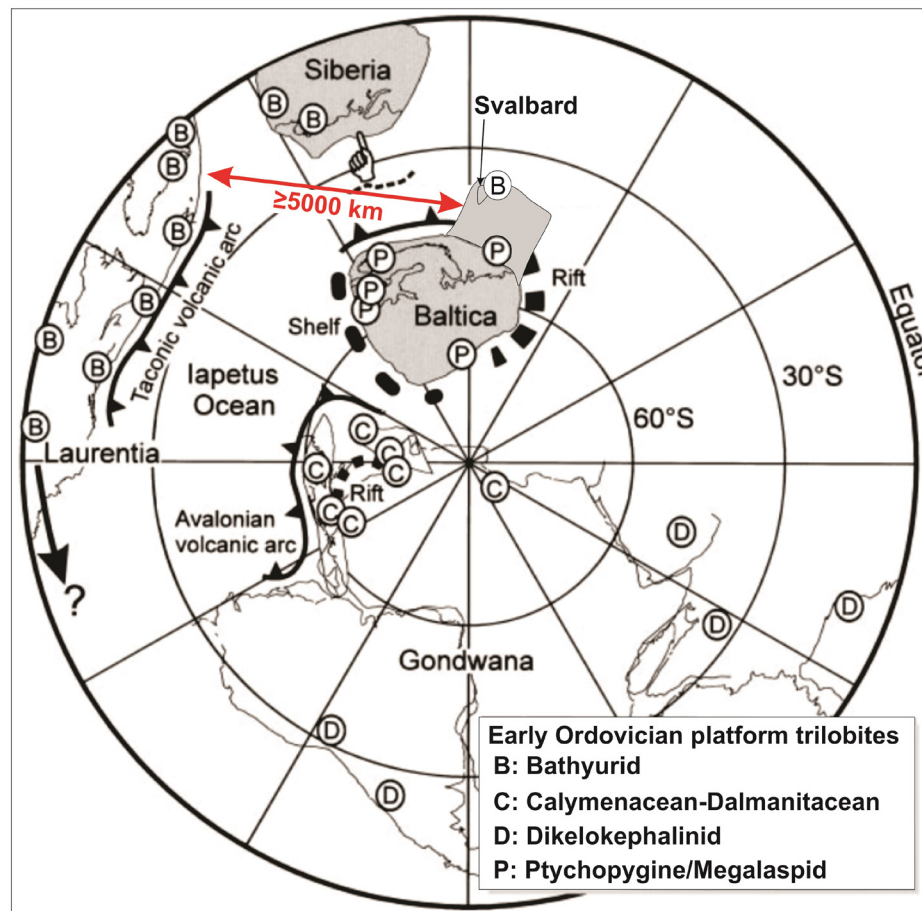 Siberia
Svalbard
B
B
B
B
B
≥5000 km
B
P
P
P
P
Rift
Taconic volcanic arc
Baltica
B
Shelf
B
P
B
Iapetus
Ocean
30°S
Equator
60°S
B
C
C
C
C
Laurentia
Rift
C
C
C
Avalonian
volcanic arc
D
?
D
D
Gondwana
D
D
Early Ordovician platform trilobites
B: Bathyurid
C: Calymenacean-Dalmanitacean
D: Dikelokephalinid
P: Ptychopygine/Megalaspid